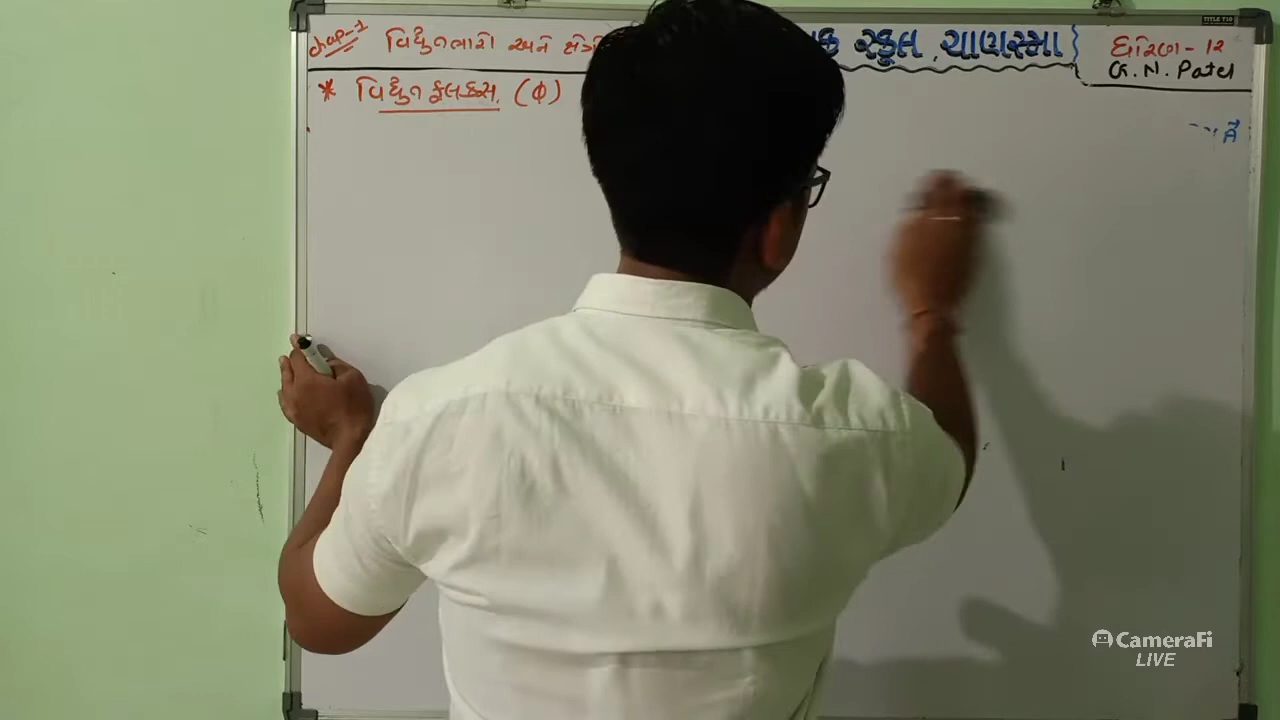 chap-1 વિદ્યુતભારો અને સ્કૂલ, ચાણસ્મા ધોરણ - 12
G. N. Patel
* વિદ્યુત ફ્લક્સ (Φ)
A
CameraFi
LIVE